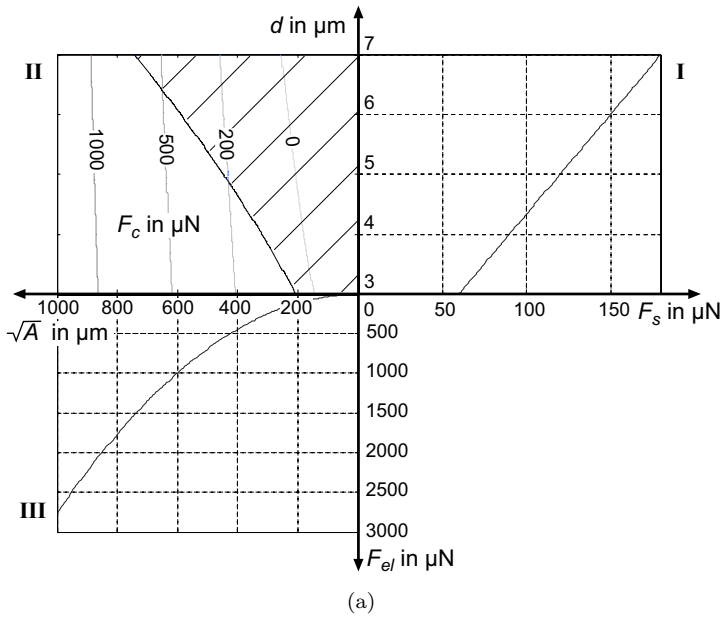 d in µm
II
7
I
6
1000
500
200
0
5
F_c in µN
4
3
1000 800 600 400 200
0 50 100 150 F_s in µN
√A in µm
500
1000
1500
2000
2500
III
3000
F_el in µN
(a)